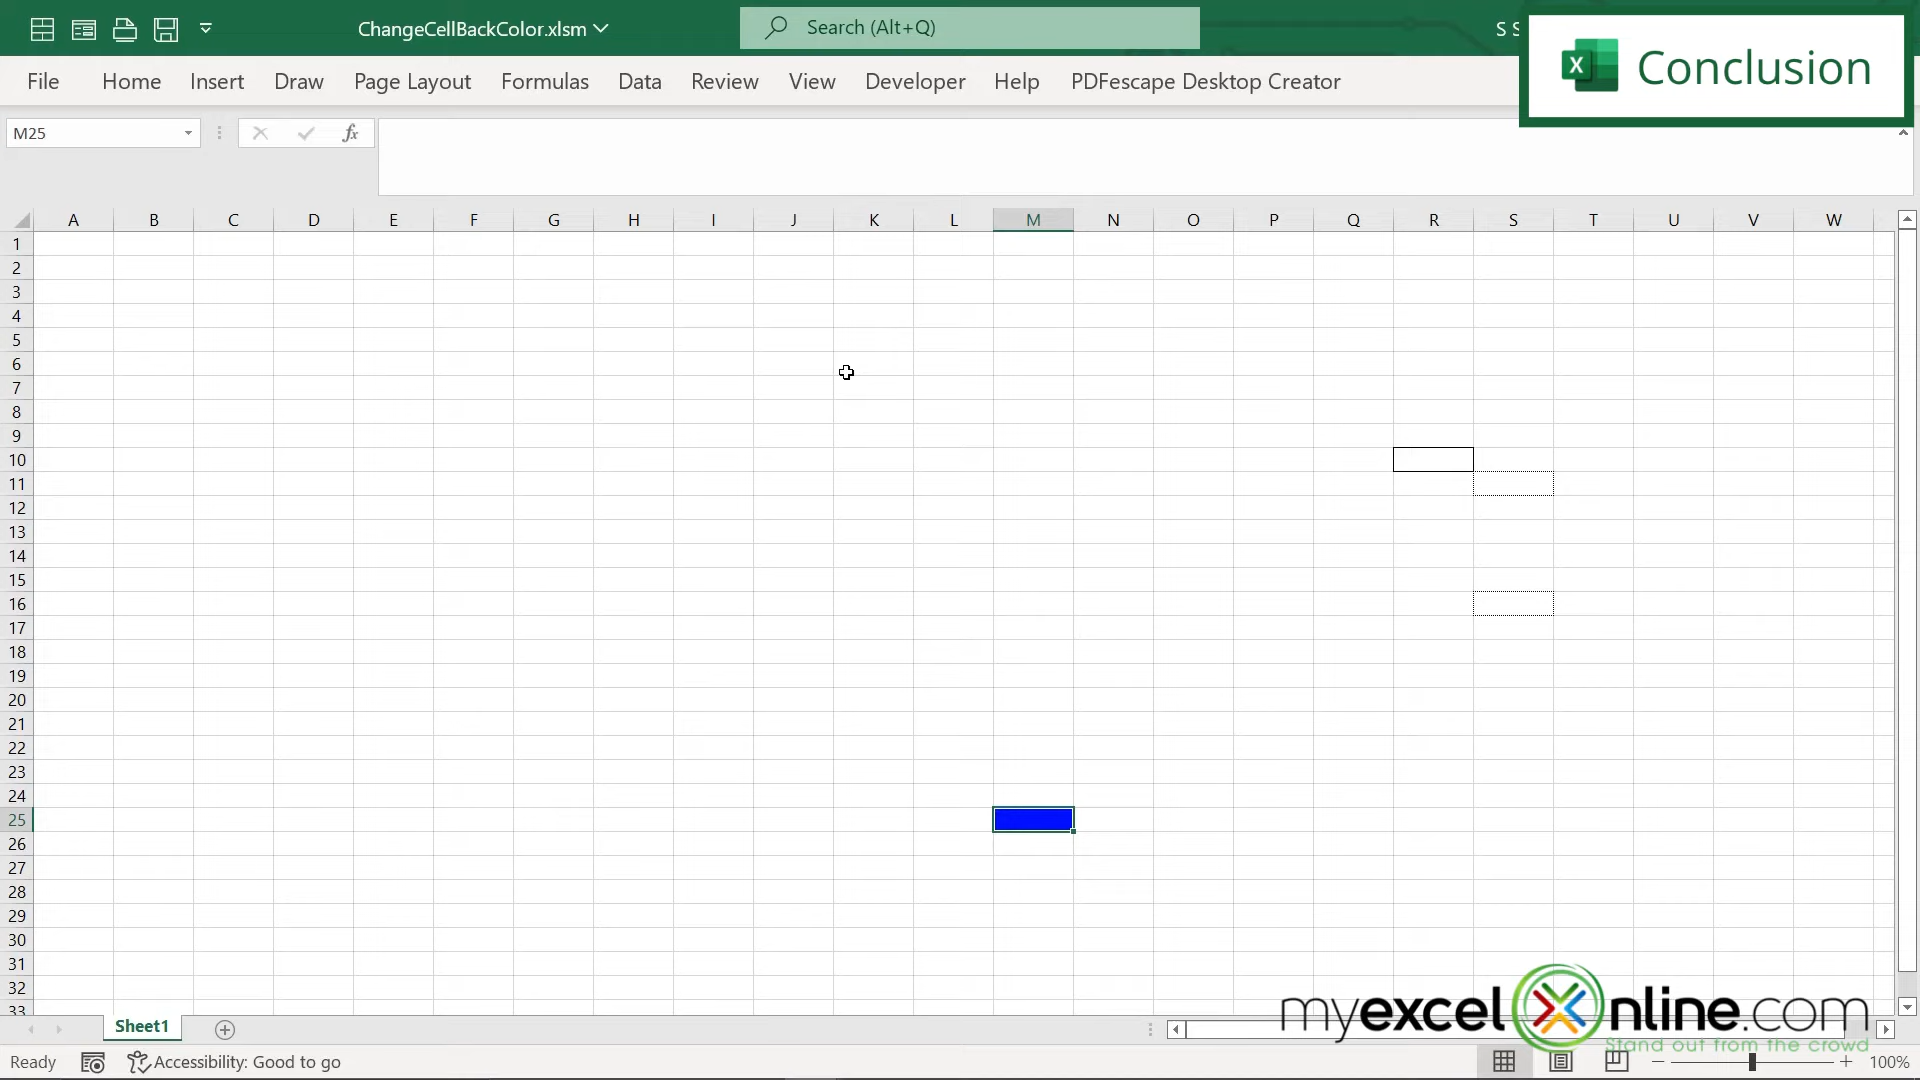 ChangeCellBackColor.xlsm
Search (Alt+Q)
S S
Conclusion
File Home Insert Draw Page Layout Formulas Data Review View Developer Help PDFescape Desktop Creator
M25
fx
A B C D E F G H I J K L M N O P Q R S T U V W
1
2
3
4
5
6
7
8
9
10
11
12
13
14
15
16
17
18
19
20
21
22
23
24
25
26
27
28
29
30
31
32
33
myexcelonline.com
Stand out from the crowd
Sheet1
Ready
Accessibility: Good to go
100%